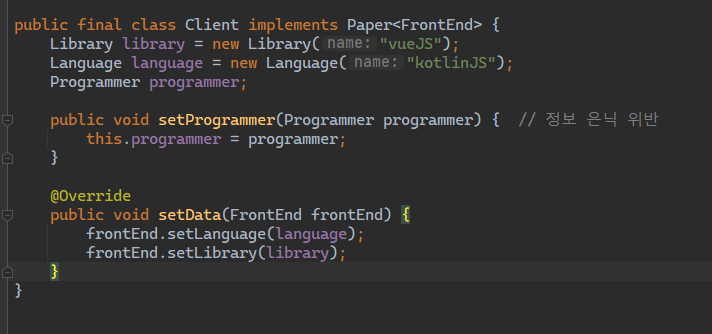 public final class Client implements Paper<FrontEnd> {
Library library = new Library( name: "vueJS");
Language language = new Language( name: "kotlinJS");
Programmer programmer;
public void setProgrammer(Programmer programmer) {  // 정보 은닉 위반
this.programmer = programmer;
}
@Override
public void setData(FrontEnd frontEnd) {
frontEnd.setLanguage(language);
frontEnd.setLibrary(library);
}
}